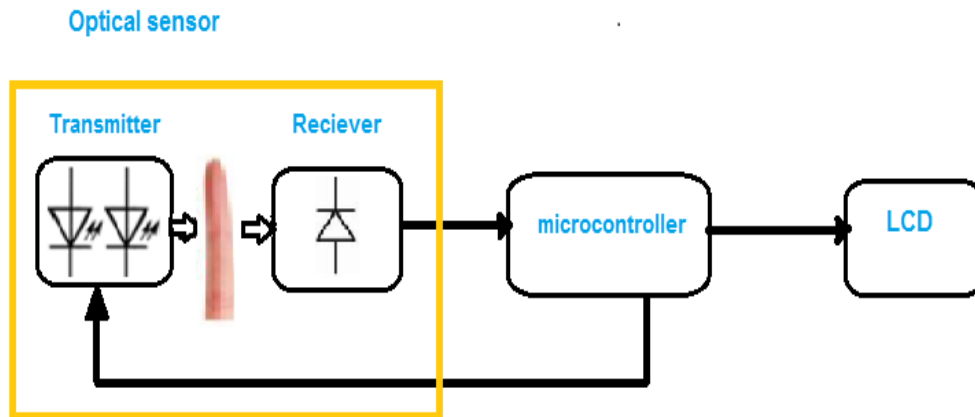 Optical sensor
Transmitter
Reciever
microcontroller
LCD